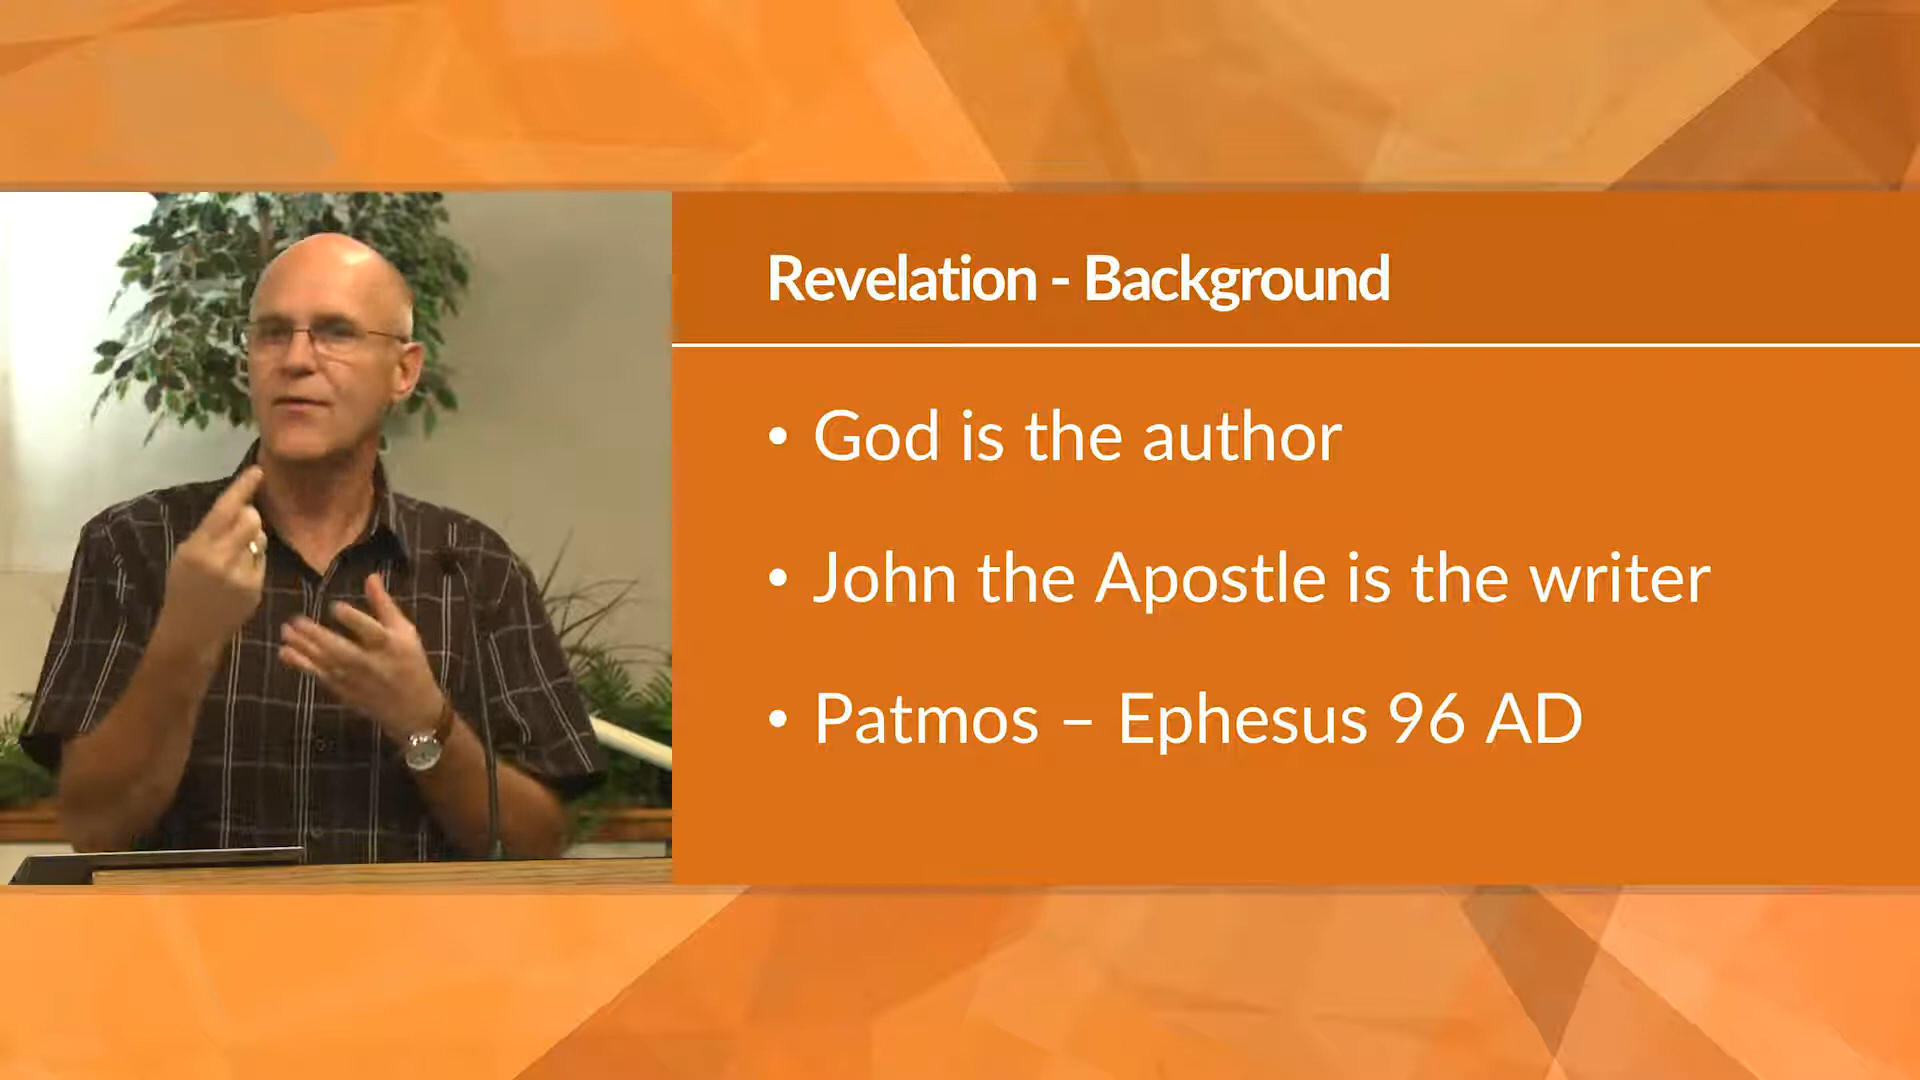 Revelation - Background
• God is the author
• John the Apostle is the writer
• Patmos – Ephesus 96 AD